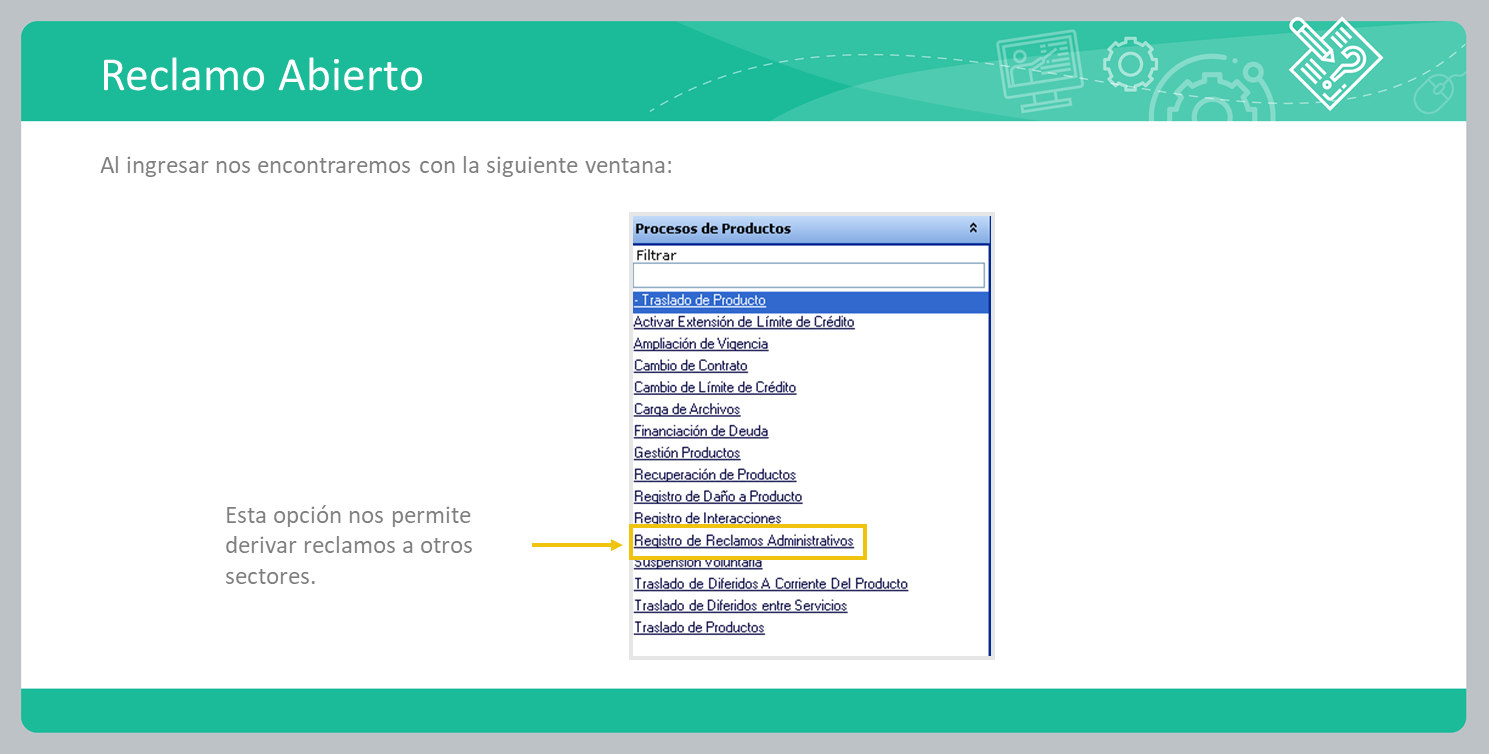 Reclamo Abierto
Al ingresar nos encontraremos con la siguiente ventana:
Procesos de Productos
Filtrar
- Traslado de Producto
Activar Extensión de Límite de Crédito
Ampliación de Vigencia
Cambio de Contrato
Cambio de Límite de Crédito
Carga de Archivos
Financiación de Deuda
Gestión Productos
Recuperación de Productos
Registro de Daño a Producto
Registro de Interacciones
Registro de Reclamos Administrativos
Suspensión Voluntaria
Traslado de Diferidos A Corriente Del Producto
Traslado de Diferidos entre Servicios
Traslado de Productos
Esta opción nos permite
derivar reclamos a otros
sectores.